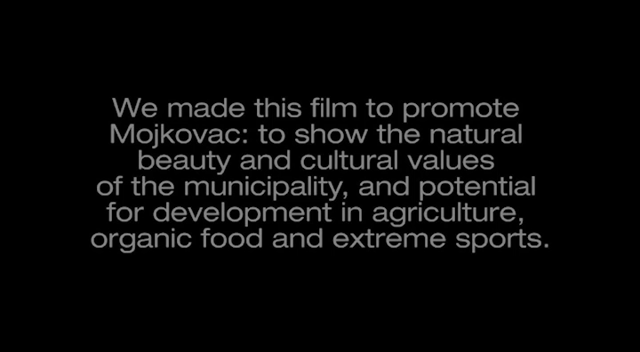 We made this film to promote
Mojkovac: to show the natural
beauty and cultural values
of the municipality, and potential
for development in agriculture,
organic food and extreme sports.